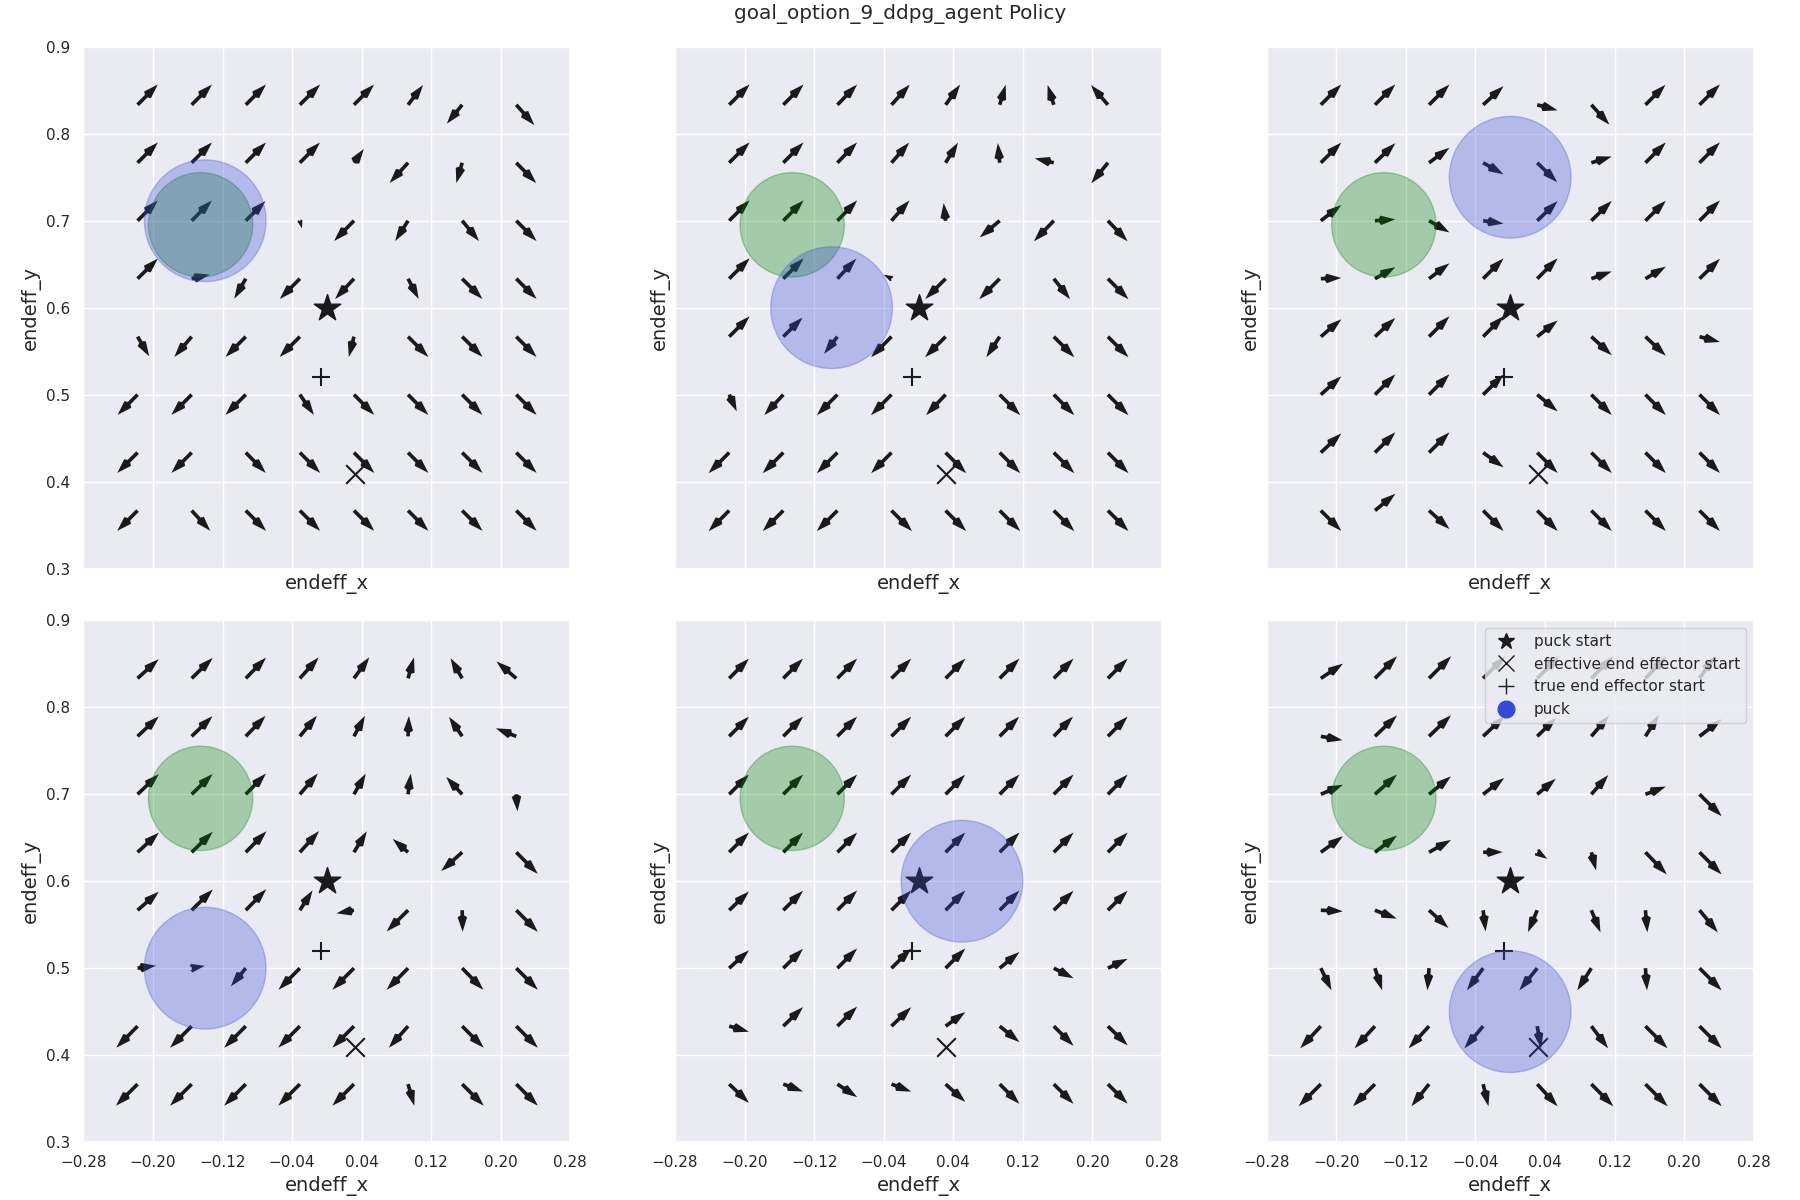 goal_option_9_ddpg_agent Policy
0.9
0.8
0.7
0.6
0.5
0.4
0.3
endeff_y
endeff_x
endeff_y
endeff_x
endeff_y
endeff_x
0.9
0.8
0.7
0.6
0.5
0.4
0.3
endeff_y
−0.28 −0.20 −0.12 −0.04 0.04 0.12 0.20 0.28
endeff_x
endeff_y
−0.28 −0.20 −0.12 −0.04 0.04 0.12 0.20 0.28
endeff_x
puck start
effective end effector start
true end effector start
puck
endeff_y
−0.28 −0.20 −0.12 −0.04 0.04 0.12 0.20 0.28
endeff_x